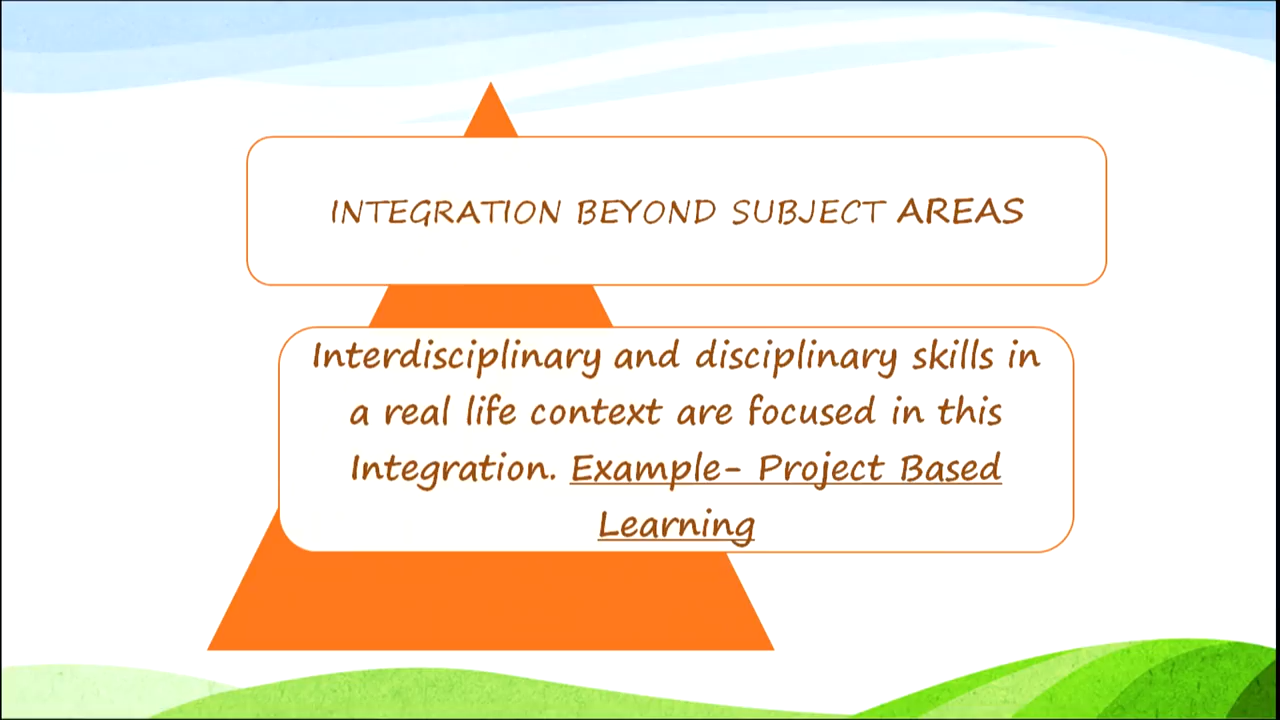 INTEGRATION BEYOND SUBJECT AREAS
Interdisciplinary and disciplinary skills in
a real life context are focused in this
Integration. Example- Project Based
Learning